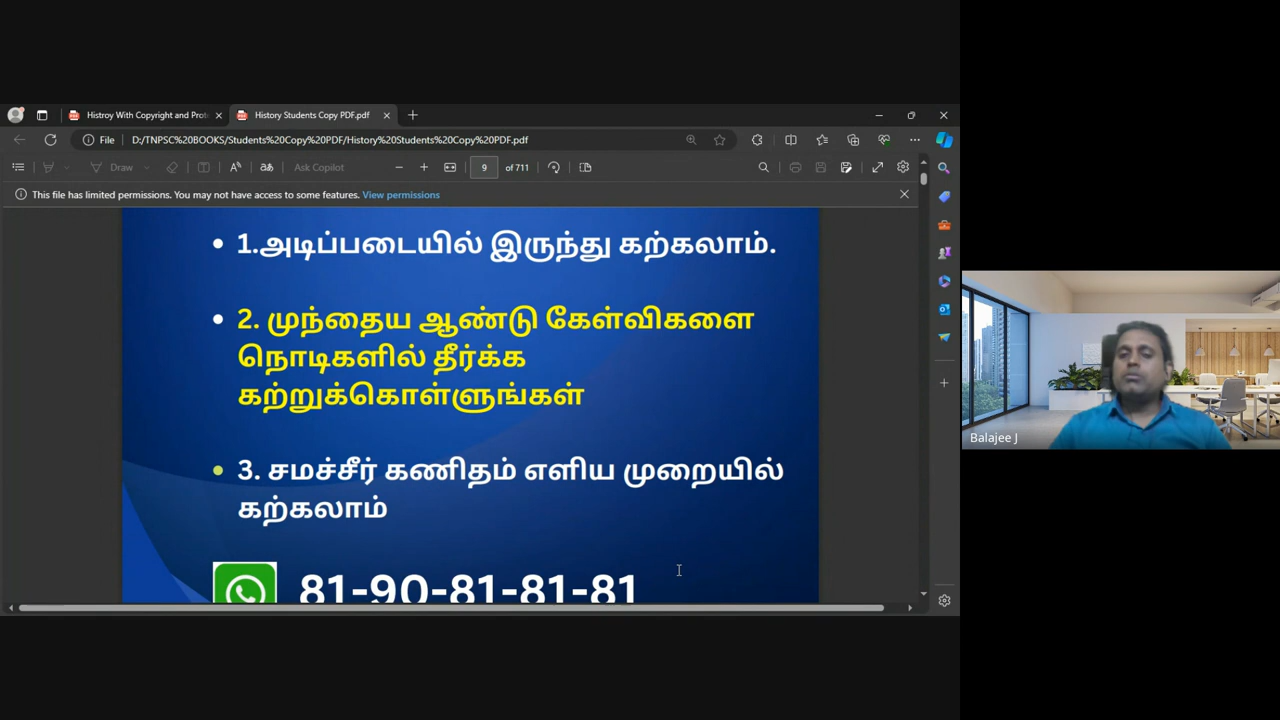 Histroy With Copyright and Prot
History Students Copy PDF.pdf
File
D:/TNPSC%20BOOKS/Students%20Copy%20PDF/History%20Students%20Copy%20PDF.pdf
Draw
aあ
Ask Copilot
9
of 711
This file has limited permissions. You may not have access to some features. View permissions
• 1.அடிப்படையில் இருந்து கற்கலாம்.
• 2. முந்தைய ஆண்டு கேள்விகளை
நொடிகளில் தீர்க்க
கற்றுக்கொள்ளுங்கள்
• 3. சமச்சீர் கணிதம் எளிய முறையில்
கற்கலாம்
81-90-81-81-81
Balajee J